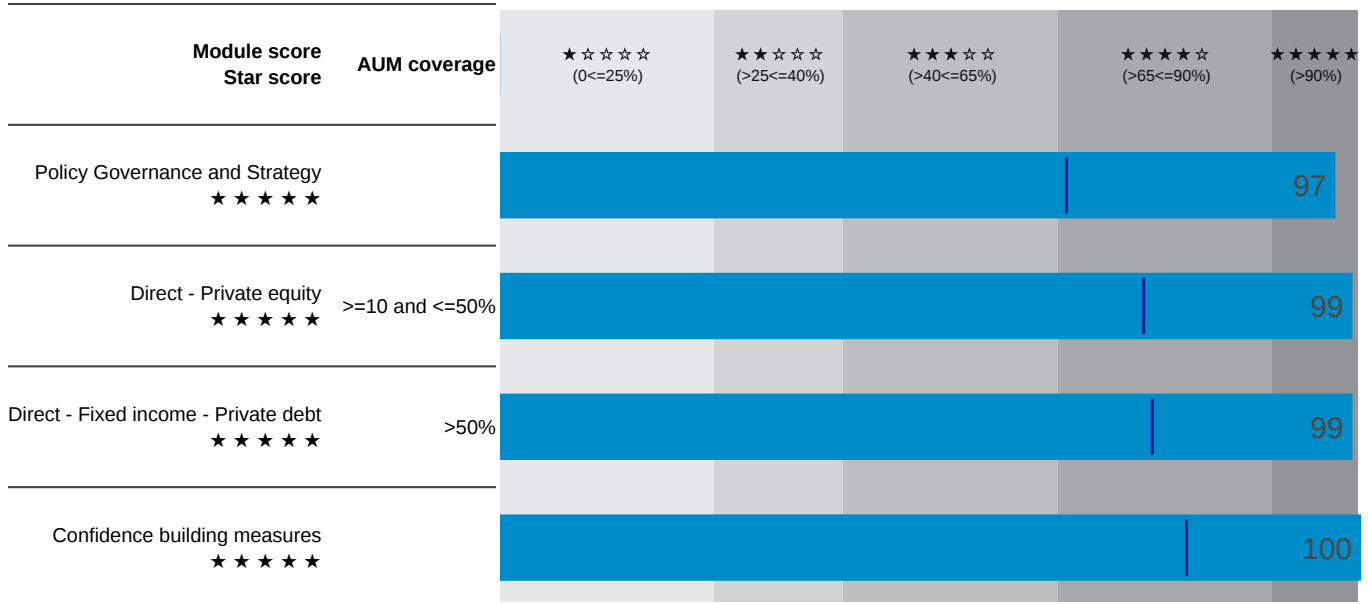 Module score
Star score
AUM coverage
★☆☆☆☆
(0<=25%)
★★☆☆☆
(>25<=40%)
★★★☆☆
(>40<=65%)
★★★★☆
(>65<=90%)
★★★★★
(>90%)
Policy Governance and Strategy
★ ★ ★ ★ ★
97
Direct - Private equity
★ ★ ★ ★ ★
>=10 and <=50%
99
Direct - Fixed income - Private debt
★ ★ ★ ★ ★
>50%
99
Confidence building measures
★ ★ ★ ★ ★
100